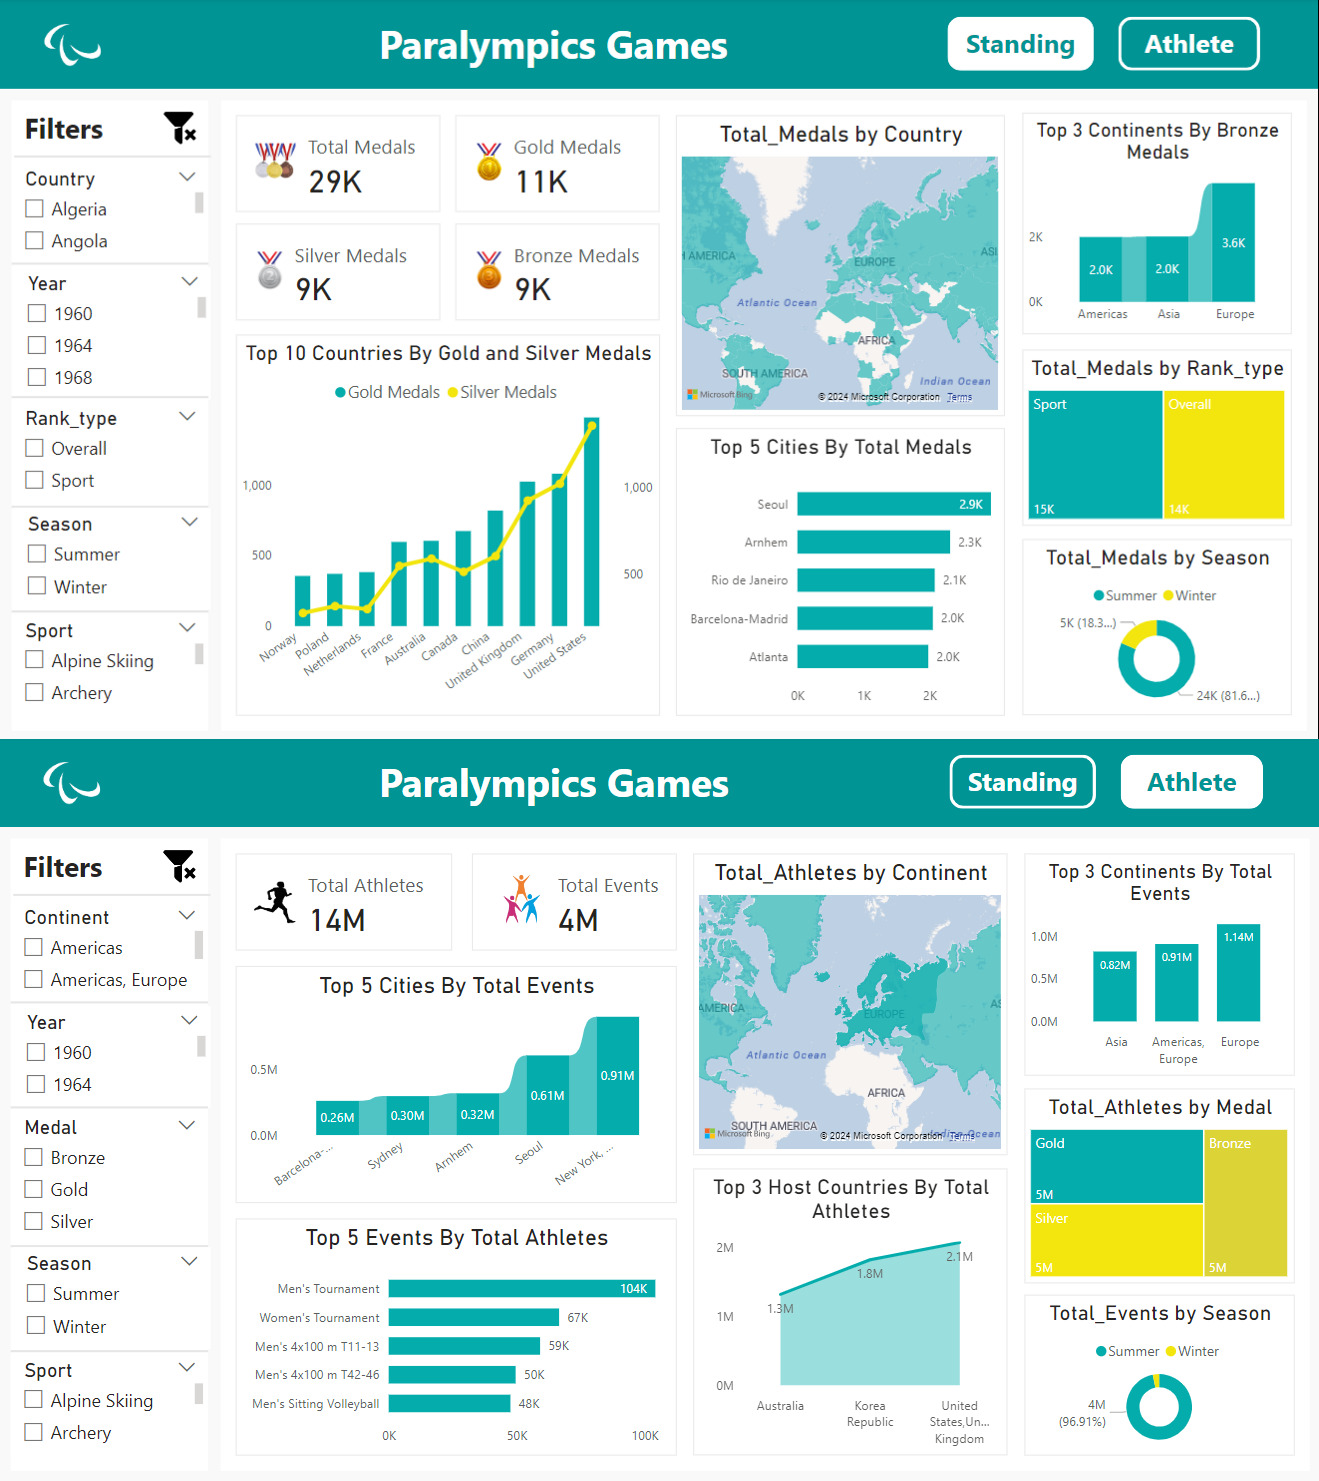 Paralympics Games
Standing
Athlete
Filters
Country
Algeria
Angola
Year
1960
1964
1968
Rank_type
Overall
Sport
Season
Summer
Winter
Sport
Alpine Skiing
Archery
Total Medals
29K
Gold Medals
11K
Silver Medals
9K
Bronze Medals
9K
Top 10 Countries By Gold and Silver Medals
Gold Medals Silver Medals
1,000
500
0
1,000
500
Norway
Poland
Netherlands
France
Australia
Canada
China
United Kingdom
Germany
United States
Total_Medals by Country
AMERICA
EUROPE
ASI
Atlantic Ocean
AFRICA
SOUTH AMERICA
Indian Ocean
Microsoft Bing
© 2024 Microsoft Corporation Terms
Top 5 Cities By Total Medals
Seoul 2.9K
Arnhem 2.3K
Rio de Janeiro 2.1K
Barcelona-Madrid 2.0K
Atlanta 2.0K
0K 1K 2K
Top 3 Continents By Bronze
Medals
2K
0K
2.0K
2.0K
3.6K
Americas Asia Europe
Total_Medals by Rank_type
Sport
15K
Overall
14K
Total_Medals by Season
Summer Winter
5K (18.3...)
24K (81.6...)
Paralympics Games
Standing
Athlete
Filters
Continent
Americas
Americas, Europe
Year
1960
1964
Medal
Bronze
Gold
Silver
Season
Summer
Winter
Sport
Alpine Skiing
Archery
Total Athletes
14M
Total Events
4M
Top 5 Cities By Total Events
0.5M
0.0M
0.26M
0.30M
0.32M
0.61M
0.91M
Barcelona-...
Sydney
Arnhem
Seoul
New York, ...
Top 5 Events By Total Athletes
Men's Tournament 104K
Women's Tournament 67K
Men's 4x100 m T11-13 59K
Men's 4x100 m T42-46 50K
Men's Sitting Volleyball 48K
0K 50K 100K
Total_Athletes by Continent
AMERICA
EUROPE
AS
Atlantic Ocean
AFRICA
SOUTH AMERICA
Indian Ocean
Microsoft Bing
© 2024 Microsoft Corporation Terms
Top 3 Host Countries By Total
Athletes
2M
1M
0M
1.3M
1.8M
2.1M
Australia
Korea
Republic
United
States,Un...
Kingdom
Top 3 Continents By Total
Events
1.0M
0.5M
0.0M
0.82M
0.91M
1.14M
Asia
Americas,
Europe
Europe
Total_Athletes by Medal
Gold
5M
Silver
5M
Bronze
5M
Total_Events by Season
Summer Winter
4M
(96.91%)